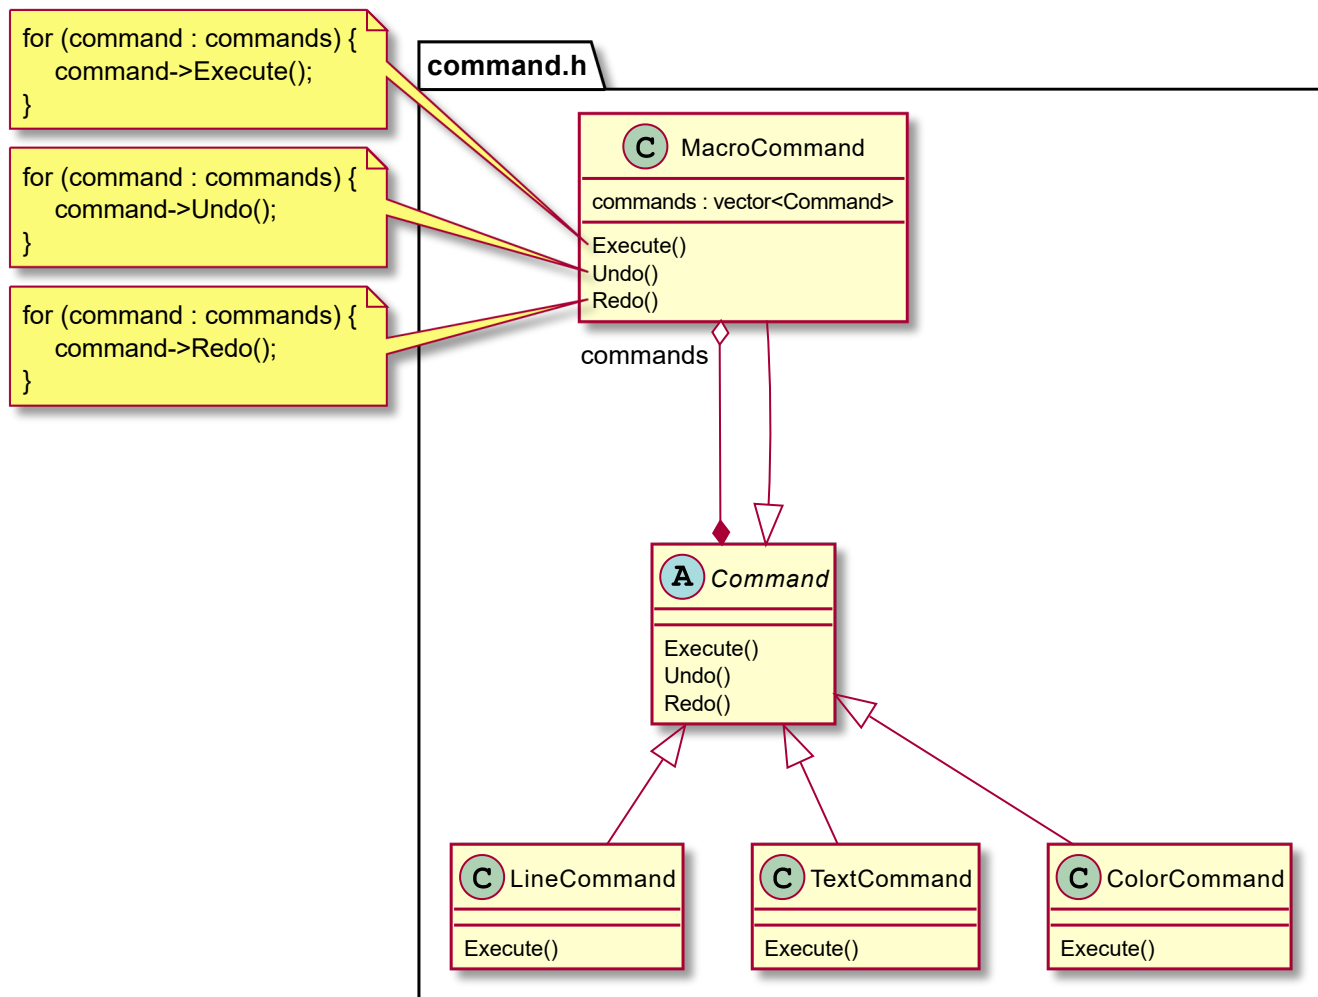 for (command : commands) {
command->Execute();
}
for (command : commands) {
command->Undo();
}
for (command : commands) {
command->Redo();
}
command.h
C MacroCommand
commands : vector<Command>
Execute()
Undo()
Redo()
commands
A Command
Execute()
Undo()
Redo()
C LineCommand
Execute()
C TextCommand
Execute()
C ColorCommand
Execute()